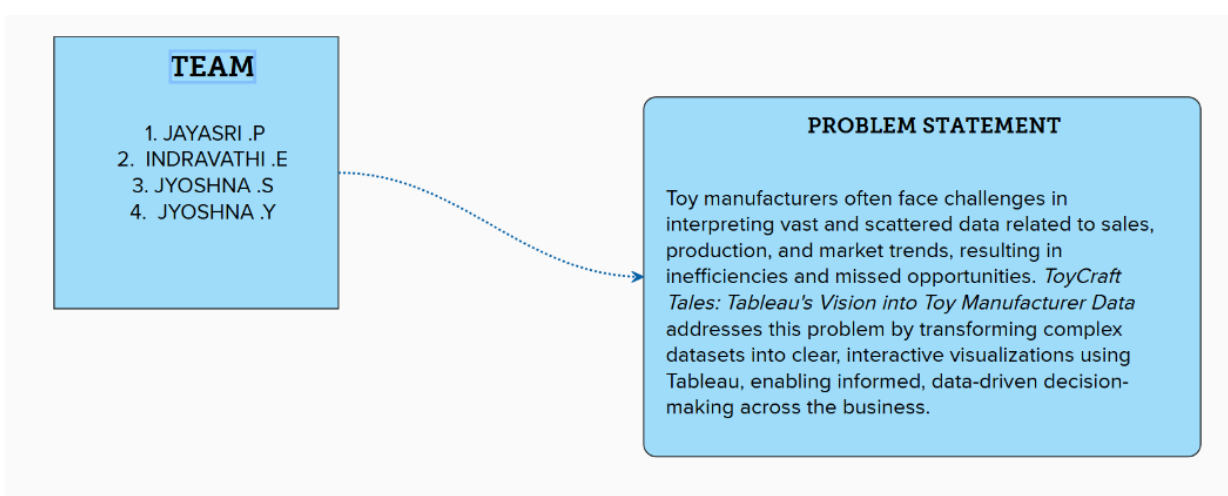 TEAM
1. JAYASRI .P
2. INDRAVATHI .E
3. JYOSHNA .S
4. JYOSHNA .Y
PROBLEM STATEMENT
Toy manufacturers often face challenges in
interpreting vast and scattered data related to sales,
production, and market trends, resulting in
inefficiencies and missed opportunities. ToyCraft
Tales: Tableau's Vision into Toy Manufacturer Data
addresses this problem by transforming complex
datasets into clear, interactive visualizations using
Tableau, enabling informed, data-driven decision-
making across the business.